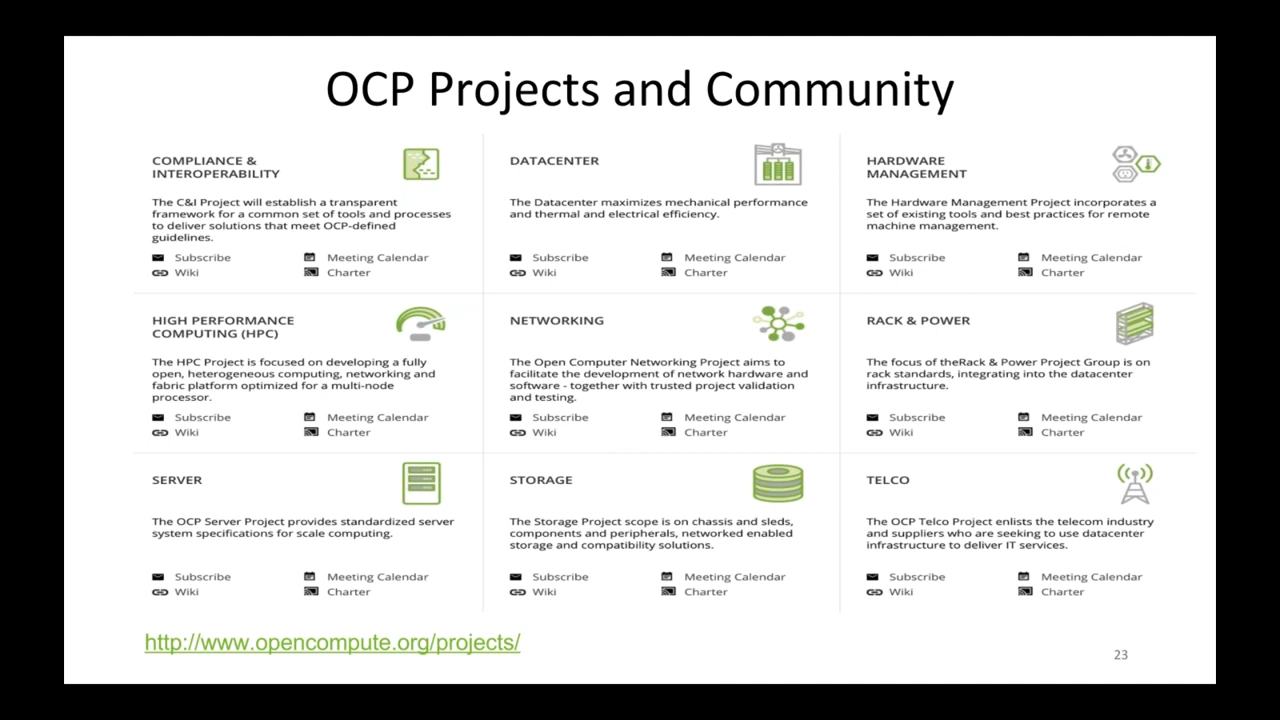 OCP Projects and Community
COMPLIANCE &
INTEROPERABILITY
The C&I Project will establish a transparent
framework for a common set of tools and processes
to deliver solutions that meet OCP-defined
guidelines.
Subscribe
Meeting Calendar
Wiki
Charter
DATACENTER
The Datacenter maximizes mechanical performance
and thermal and electrical efficiency.
Subscribe
Meeting Calendar
Wiki
Charter
HARDWARE
MANAGEMENT
The Hardware Management Project incorporates a
set of existing tools and best practices for remote
machine management.
Subscribe
Meeting Calendar
Wiki
Charter
HIGH PERFORMANCE
COMPUTING (HPC)
The HPC Project is focused on developing a fully
open, heterogeneous computing, networking and
fabric platform optimized for a multi-node
processor.
Subscribe
Meeting Calendar
Wiki
Charter
NETWORKING
The Open Computer Networking Project aims to
facilitate the development of network hardware and
software - together with trusted project validation
and testing.
Subscribe
Meeting Calendar
Wiki
Charter
RACK & POWER
The focus of theRack & Power Project Group is on
rack standards, integrating into the datacenter
infrastructure.
Subscribe
Meeting Calendar
Wiki
Charter
SERVER
The OCP Server Project provides standardized server
system specifications for scale computing.
Subscribe
Meeting Calendar
Wiki
Charter
STORAGE
The Storage Project scope is on chassis and sleds,
components and peripherals, networked enabled
storage and compatibility solutions.
Subscribe
Meeting Calendar
Wiki
Charter
TELCO
The OCP Telco Project enlists the telecom industry
and suppliers who are seeking to use datacenter
infrastructure to deliver IT services.
Subscribe
Meeting Calendar
Wiki
Charter
http://www.opencompute.org/projects/
23